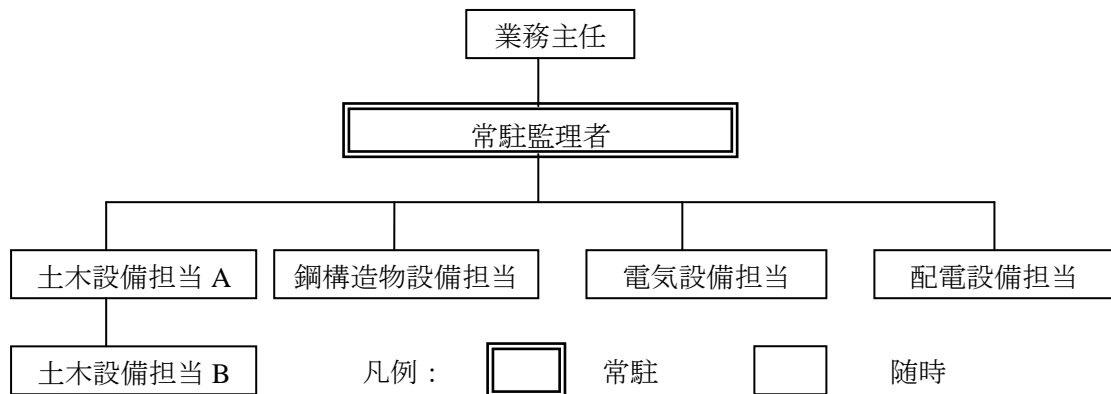 業務主任
常駐監理者
土木設備担当 A
鋼構造物設備担当
電気設備担当
配電設備担当
土木設備担当 B
凡例：
常駐
随時